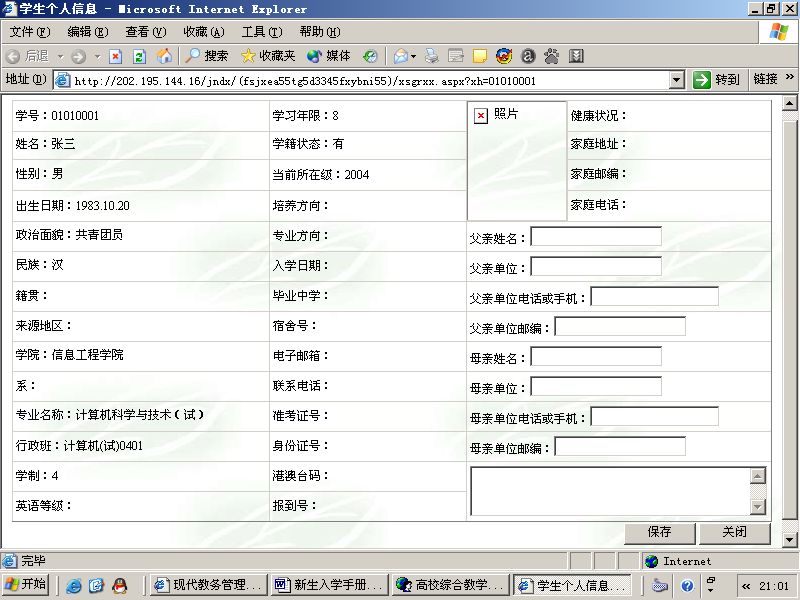 学生个人信息 - Microsoft Internet Explorer
文件(F) 编辑(E) 查看(V) 收藏(A) 工具(T) 帮助(H)
后退 搜索 收藏夹 媒体
地址(D) http://202.195.144.16/jndx/(fsjxea55tg5d3345fxybni55)/xsgrxx.aspx?xh=01010001 转到 链接 »
学号：01010001 学习年限：8 照片 健康状况：
姓名：张三 学籍状态：有 家庭地址：
性别：男 当前所在级：2004 家庭邮编：
出生日期：1983.10.20 培养方向： 家庭电话：
政治面貌：共青团员 专业方向： 父亲姓名：
民族：汉 入学日期： 父亲单位：
籍贯： 毕业中学： 父亲单位电话或手机：
来源地区： 宿舍号： 父亲单位邮编：
学院：信息工程学院 电子邮箱： 母亲姓名：
系： 联系电话： 母亲单位：
专业名称：计算机科学与技术（试） 准考证号： 母亲单位电话或手机：
行政班：计算机(试)0401 身份证号： 母亲单位邮编：
学制：4 港澳台码：
英语等级： 报到号：
保存 关闭
完毕 Internet
开始 现代教务管理... 新生入学手册... 高校综合教学... 学生个人信息... « 21:01